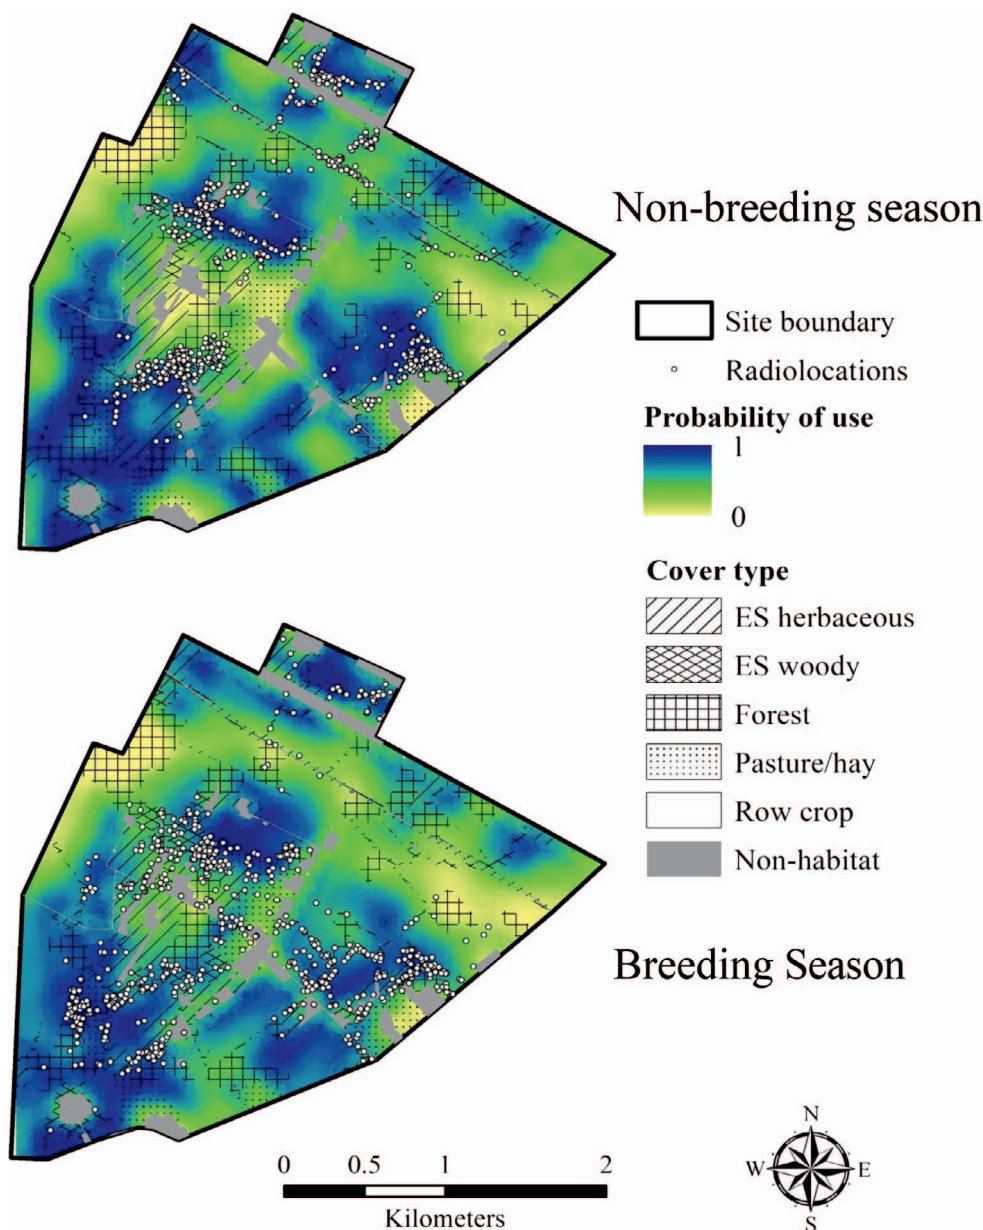 Non-breeding season
Site boundary
Radiolocations
Probability of use
1
0
Cover type
ES herbaceous
ES woody
Forest
Pasture/hay
Row crop
Non-habitat
Breeding Season
0 0.5 1 2
Kilometers
N
W E
S